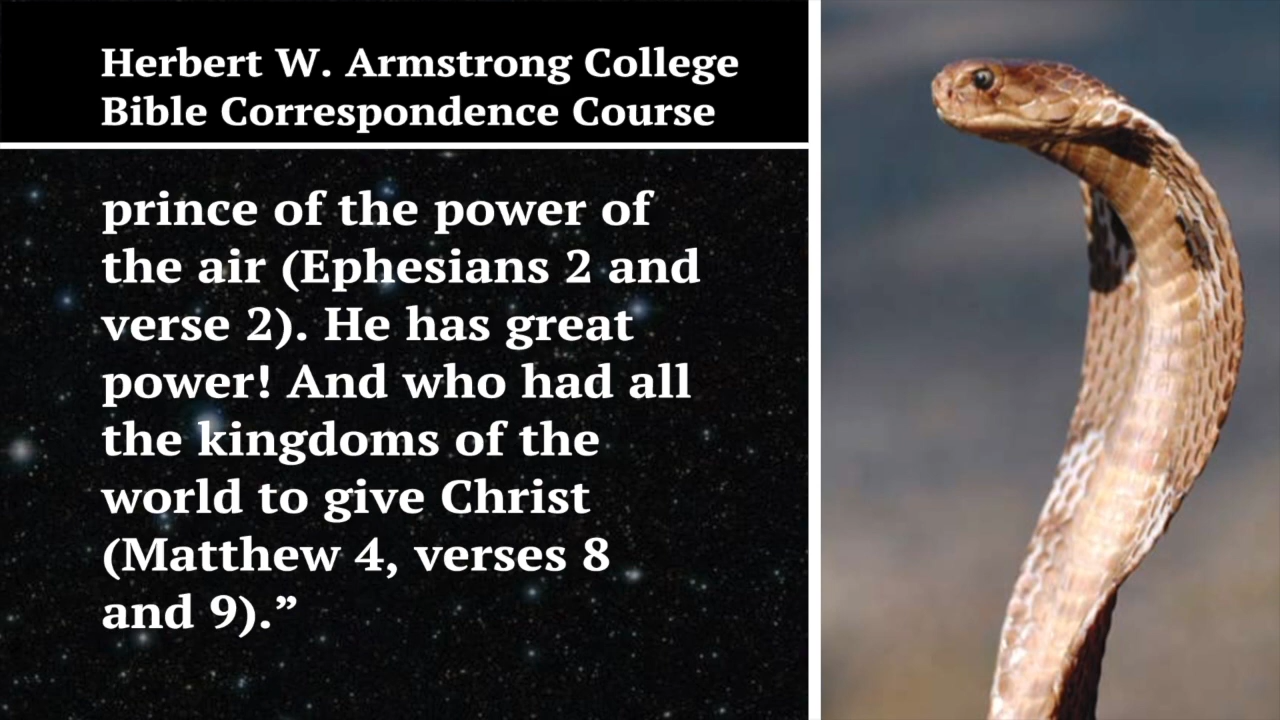 Herbert W. Armstrong College
Bible Correspondence Course
prince of the power of
the air (Ephesians 2 and
verse 2). He has great
power! And who had all
the kingdoms of the
world to give Christ
(Matthew 4, verses 8
and 9).”